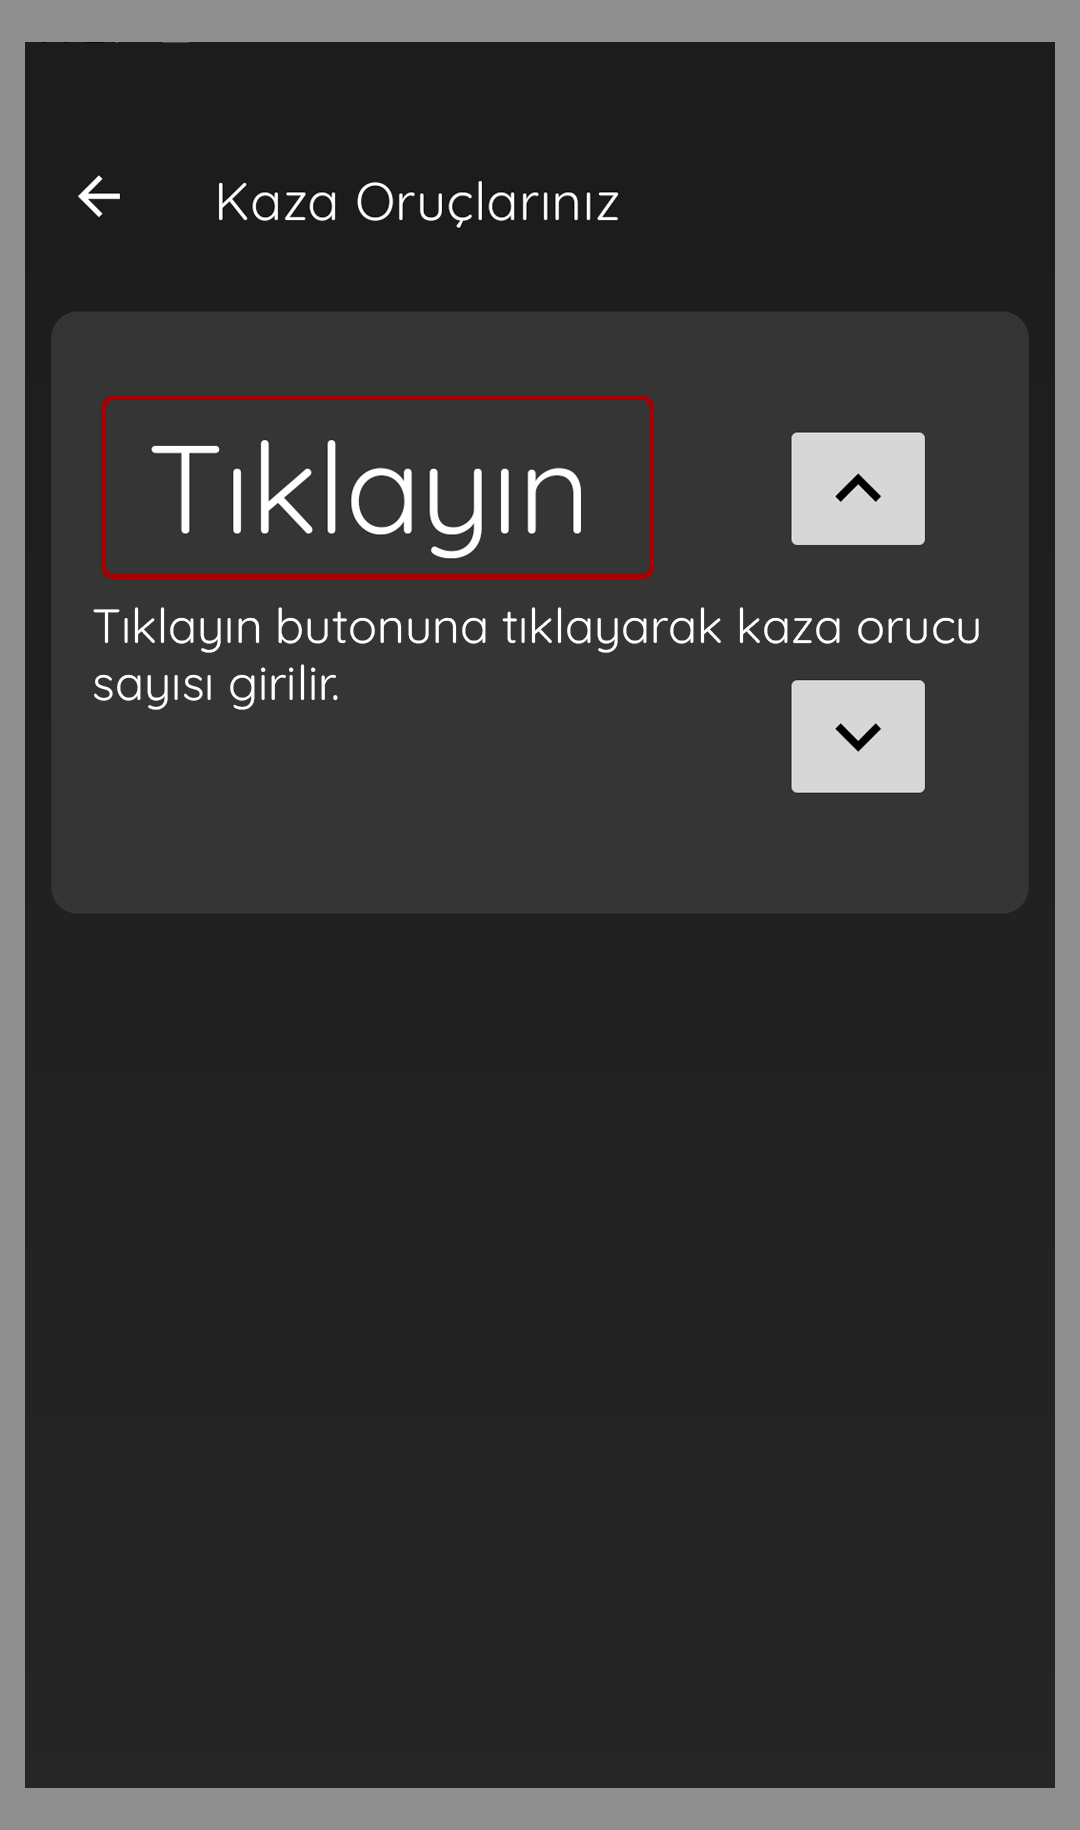 Kaza Oruçlarınız
Tıklayın
Tıklayın butonuna tıklayarak kaza orucu
sayısı girilir.